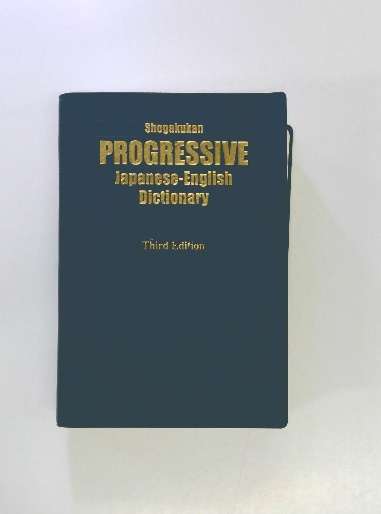 Shogakukan
PROGRESSIVE
Japanese-English
Dictionary
Third Edition